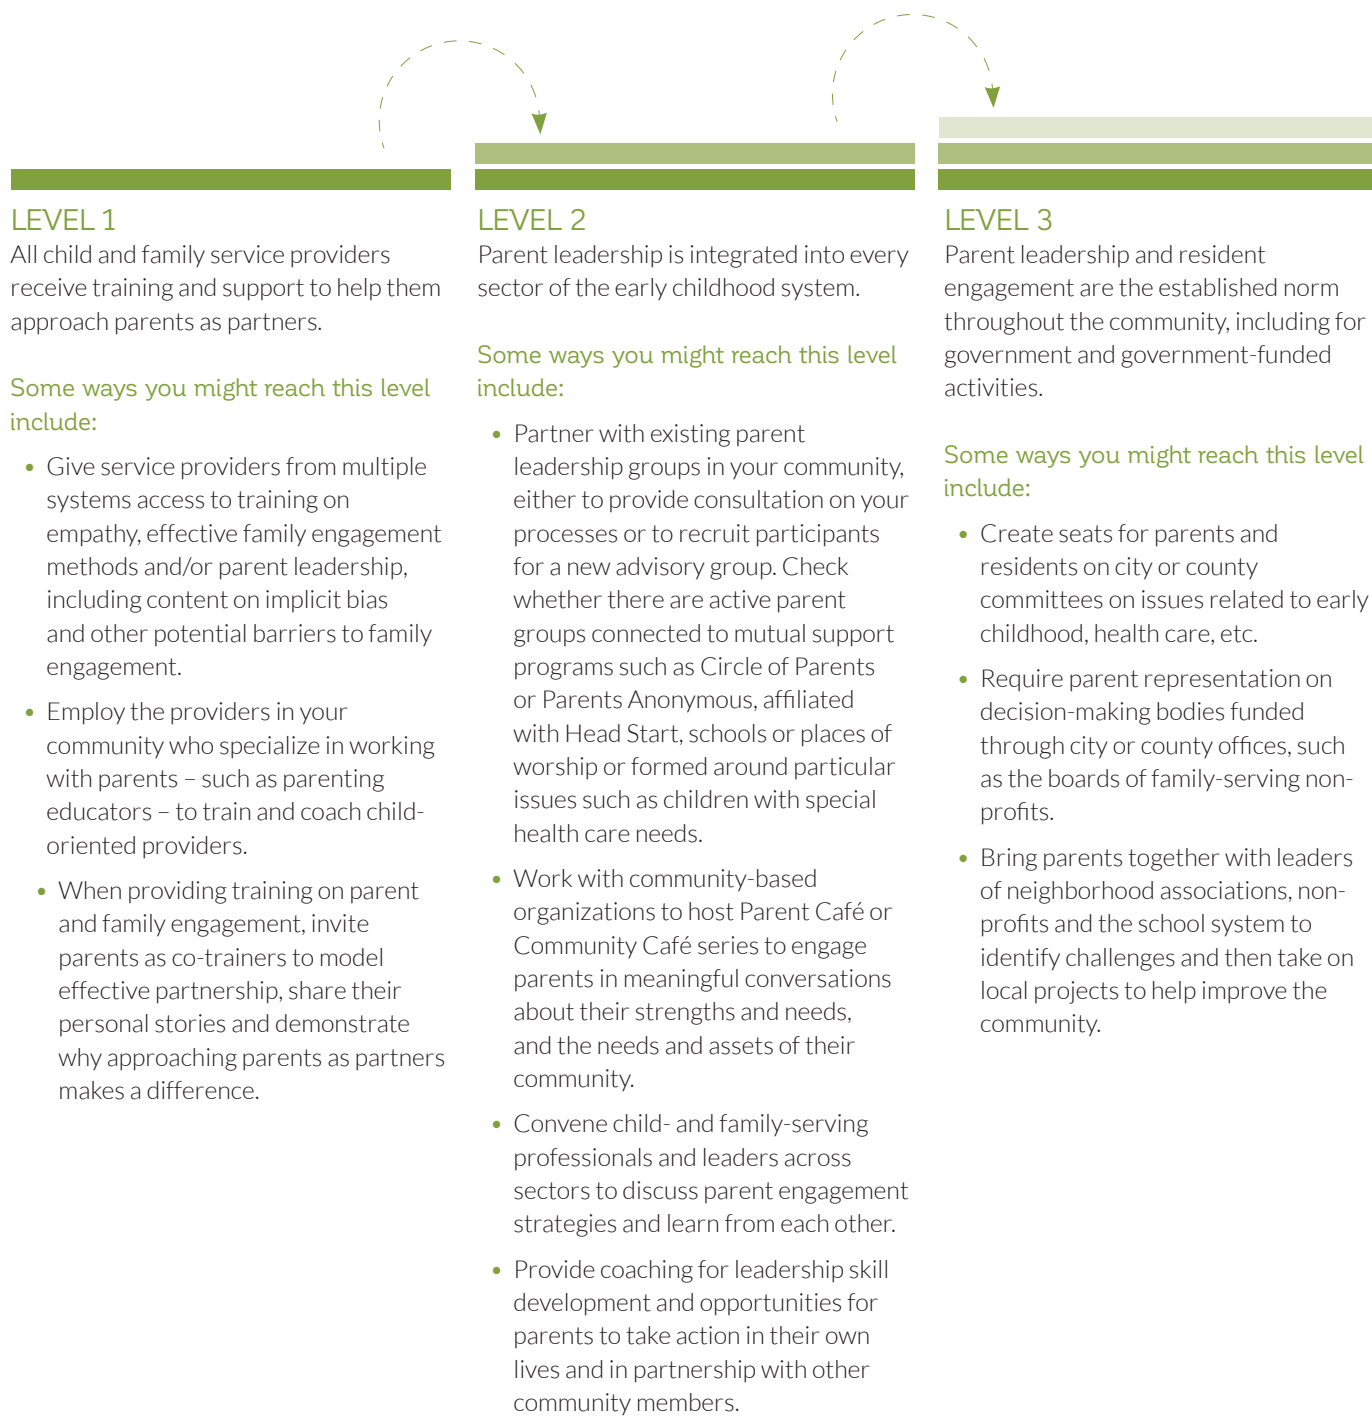 LEVEL 1
All child and family service providers
receive training and support to help them
approach parents as partners.
Some ways you might reach this level
include:
• Give service providers from multiple
systems access to training on
empathy, effective family engagement
methods and/or parent leadership,
including content on implicit bias
and other potential barriers to family
engagement.
• Employ the providers in your
community who specialize in working
with parents – such as parenting
educators – to train and coach child-
oriented providers.
• When providing training on parent
and family engagement, invite
parents as co-trainers to model
effective partnership, share their
personal stories and demonstrate
why approaching parents as partners
makes a difference.
LEVEL 2
Parent leadership is integrated into every
sector of the early childhood system.
Some ways you might reach this level
include:
• Partner with existing parent
leadership groups in your community,
either to provide consultation on your
processes or to recruit participants
for a new advisory group. Check
whether there are active parent
groups connected to mutual support
programs such as Circle of Parents
or Parents Anonymous, affiliated
with Head Start, schools or places of
worship or formed around particular
issues such as children with special
health care needs.
• Work with community-based
organizations to host Parent Café or
Community Café series to engage
parents in meaningful conversations
about their strengths and needs,
and the needs and assets of their
community.
• Convene child- and family-serving
professionals and leaders across
sectors to discuss parent engagement
strategies and learn from each other.
• Provide coaching for leadership skill
development and opportunities for
parents to take action in their own
lives and in partnership with other
community members.
LEVEL 3
Parent leadership and resident
engagement are the established norm
throughout the community, including for
government and government-funded
activities.
Some ways you might reach this level
include:
• Create seats for parents and
residents on city or county
committees on issues related to early
childhood, health care, etc.
• Require parent representation on
decision-making bodies funded
through city or county offices, such
as the boards of family-serving non-
profits.
• Bring parents together with leaders
of neighborhood associations, non-
profits and the school system to
identify challenges and then take on
local projects to help improve the
community.